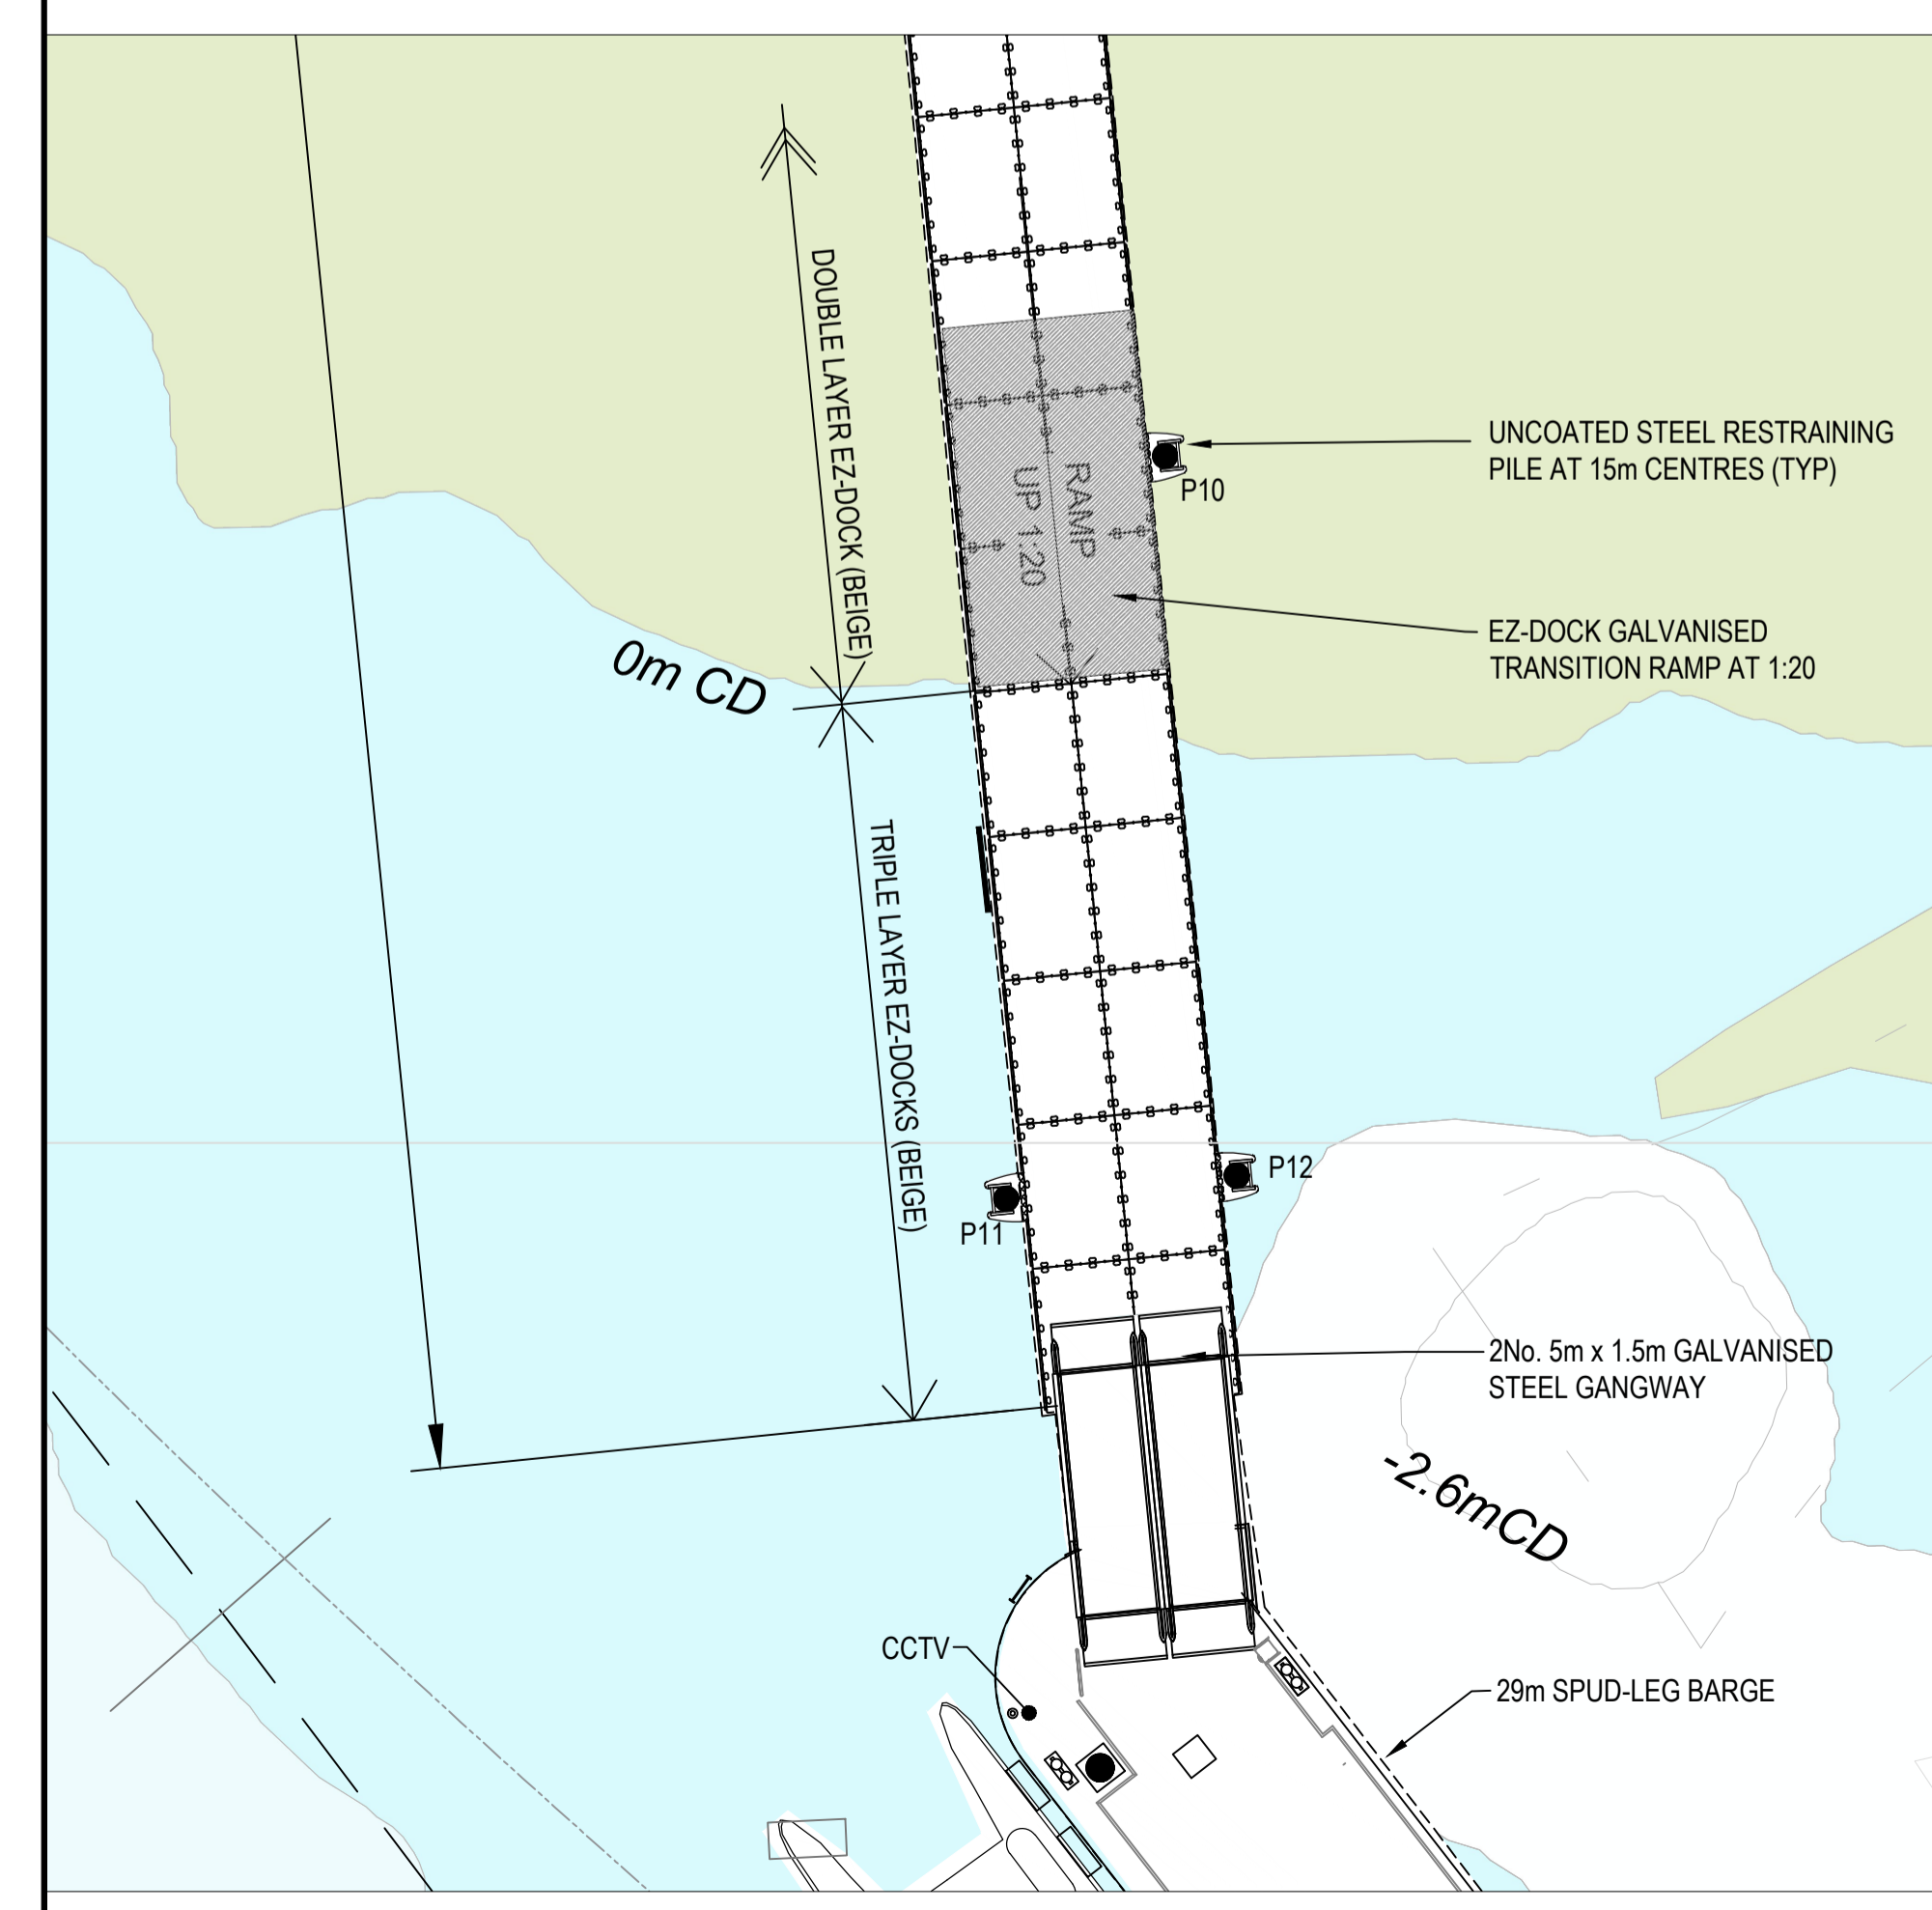 DOUBLE LAYER EZ-DOCK (BEIGE)
UNCOATED STEEL RESTRAINING
PILE AT 15m CENTRES (TYP)
P10
RAMP
UP 1:20
EZ-DOCK GALVANISED
TRANSITION RAMP AT 1:20
0m CD
TRIPLE LAYER EZ-DOCKS (BEIGE)
P12
P11
2No. 5m x 1.5m GALVANISED
STEEL GANGWAY
-2.6mCD
CCTV
29m SPUD-LEG BARGE